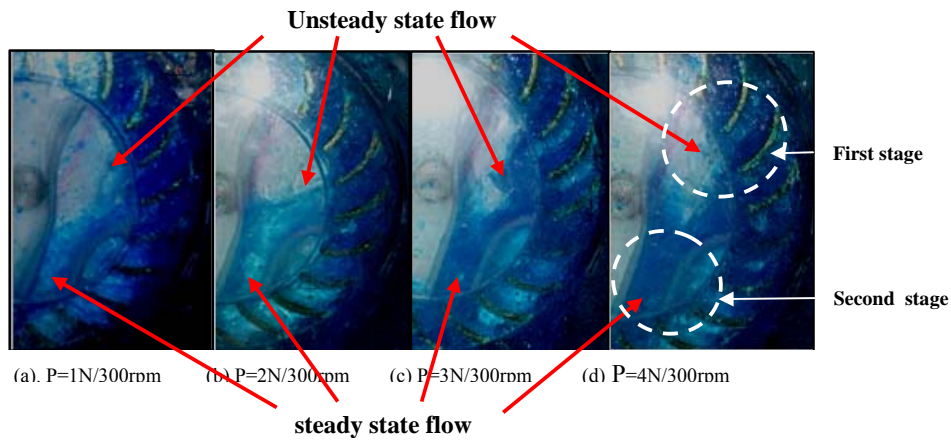 Unsteady state flow
First stage
Second stage
(a). P=1N/300rpm (b) P=2N/300rpm (c) P=3N/300rpm (d) P=4N/300rpm
steady state flow